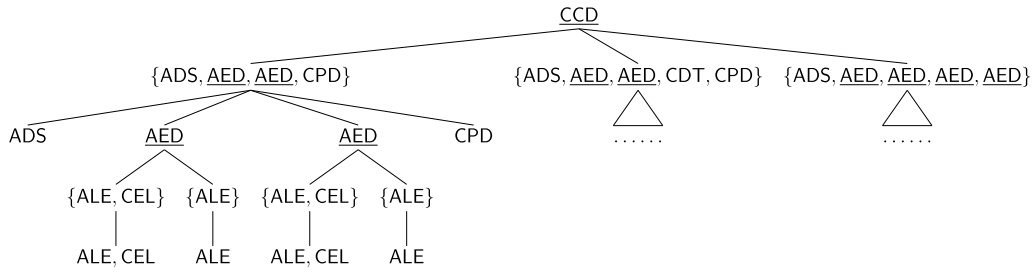 CCD
{ADS, AED, AED, CPD} {ADS, AED, AED, CDT, CPD} {ADS, AED, AED, AED, AED}
ADS AED AED CPD ...... ......
{ALE, CEL} {ALE} {ALE, CEL} {ALE}
ALE, CEL ALE ALE, CEL ALE